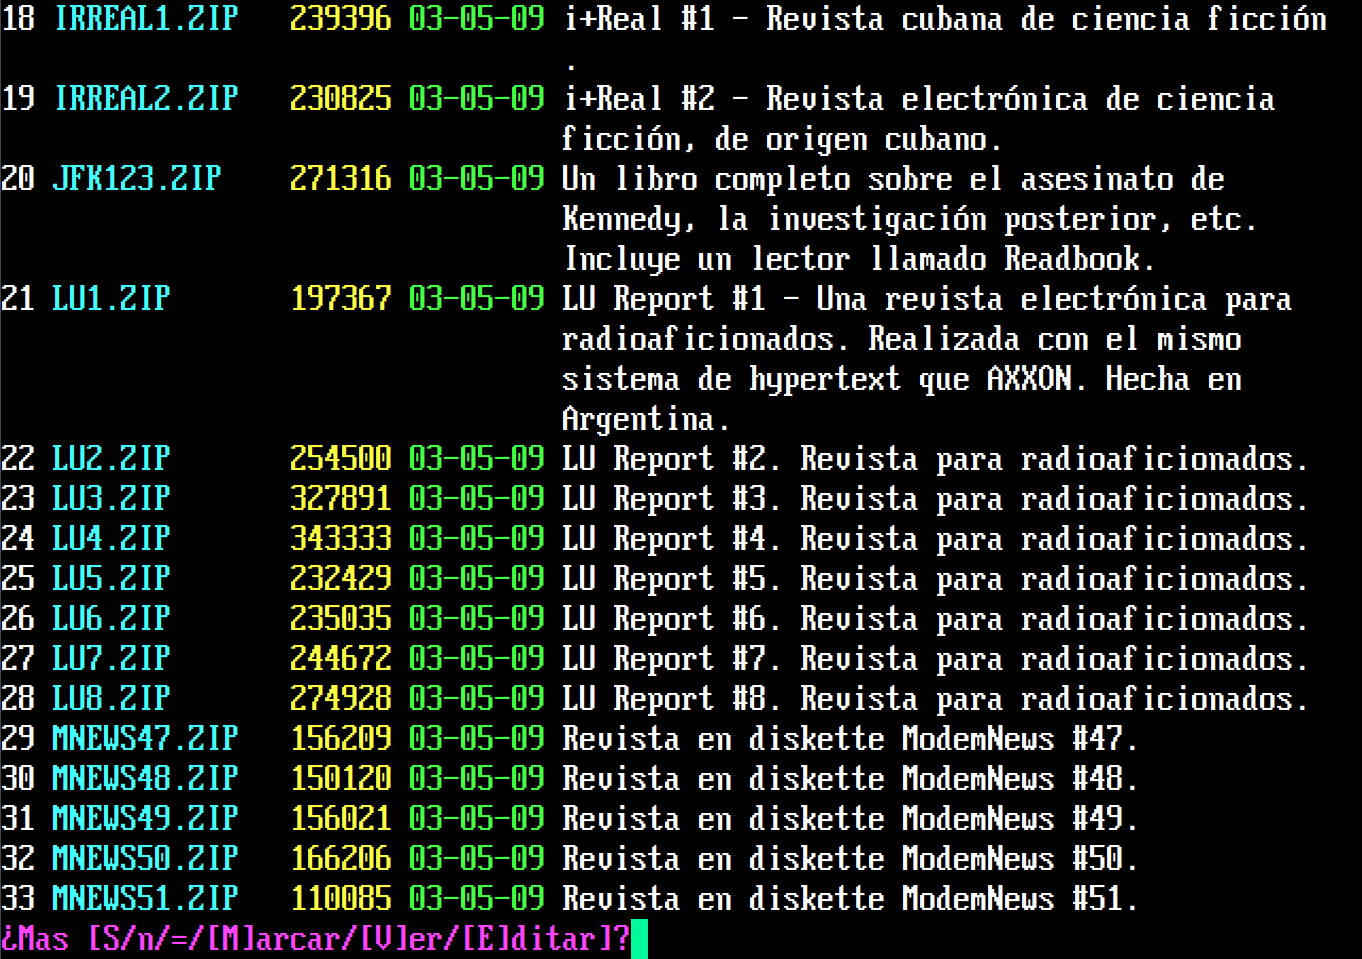 18 IRREAL1.ZIP 239396 03-05-09 i+Real #1 - Revista cubana de ciencia ficción
.
19 IRREAL2.ZIP 230825 03-05-09 i+Real #2 - Revista electrónica de ciencia
ficción, de origen cubano.
20 JFK123.ZIP 271316 03-05-09 Un libro completo sobre el asesinato de
Kennedy, la investigación posterior, etc.
Incluye un lector llamado Readbook.
21 LU1.ZIP 197367 03-05-09 LU Report #1 - Una revista electrónica para
radioaficionados. Realizada con el mismo
sistema de hypertext que AXXON. Hecha en
Argentina.
22 LU2.ZIP 254500 03-05-09 LU Report #2. Revista para radioaficionados.
23 LU3.ZIP 327891 03-05-09 LU Report #3. Revista para radioaficionados.
24 LU4.ZIP 343333 03-05-09 LU Report #4. Revista para radioaficionados.
25 LU5.ZIP 232429 03-05-09 LU Report #5. Revista para radioaficionados.
26 LU6.ZIP 235035 03-05-09 LU Report #6. Revista para radioaficionados.
27 LU7.ZIP 244672 03-05-09 LU Report #7. Revista para radioaficionados.
28 LU8.ZIP 274928 03-05-09 LU Report #8. Revista para radioaficionados.
29 MNEWS47.ZIP 156209 03-05-09 Revista en diskette ModemNews #47.
30 MNEWS48.ZIP 150120 03-05-09 Revista en diskette ModemNews #48.
31 MNEWS49.ZIP 156021 03-05-09 Revista en diskette ModemNews #49.
32 MNEWS50.ZIP 166206 03-05-09 Revista en diskette ModemNews #50.
33 MNEWS51.ZIP 110085 03-05-09 Revista en diskette ModemNews #51.
¿Mas [S/n/=/[M]arcar/[V]er/[E]ditar]?